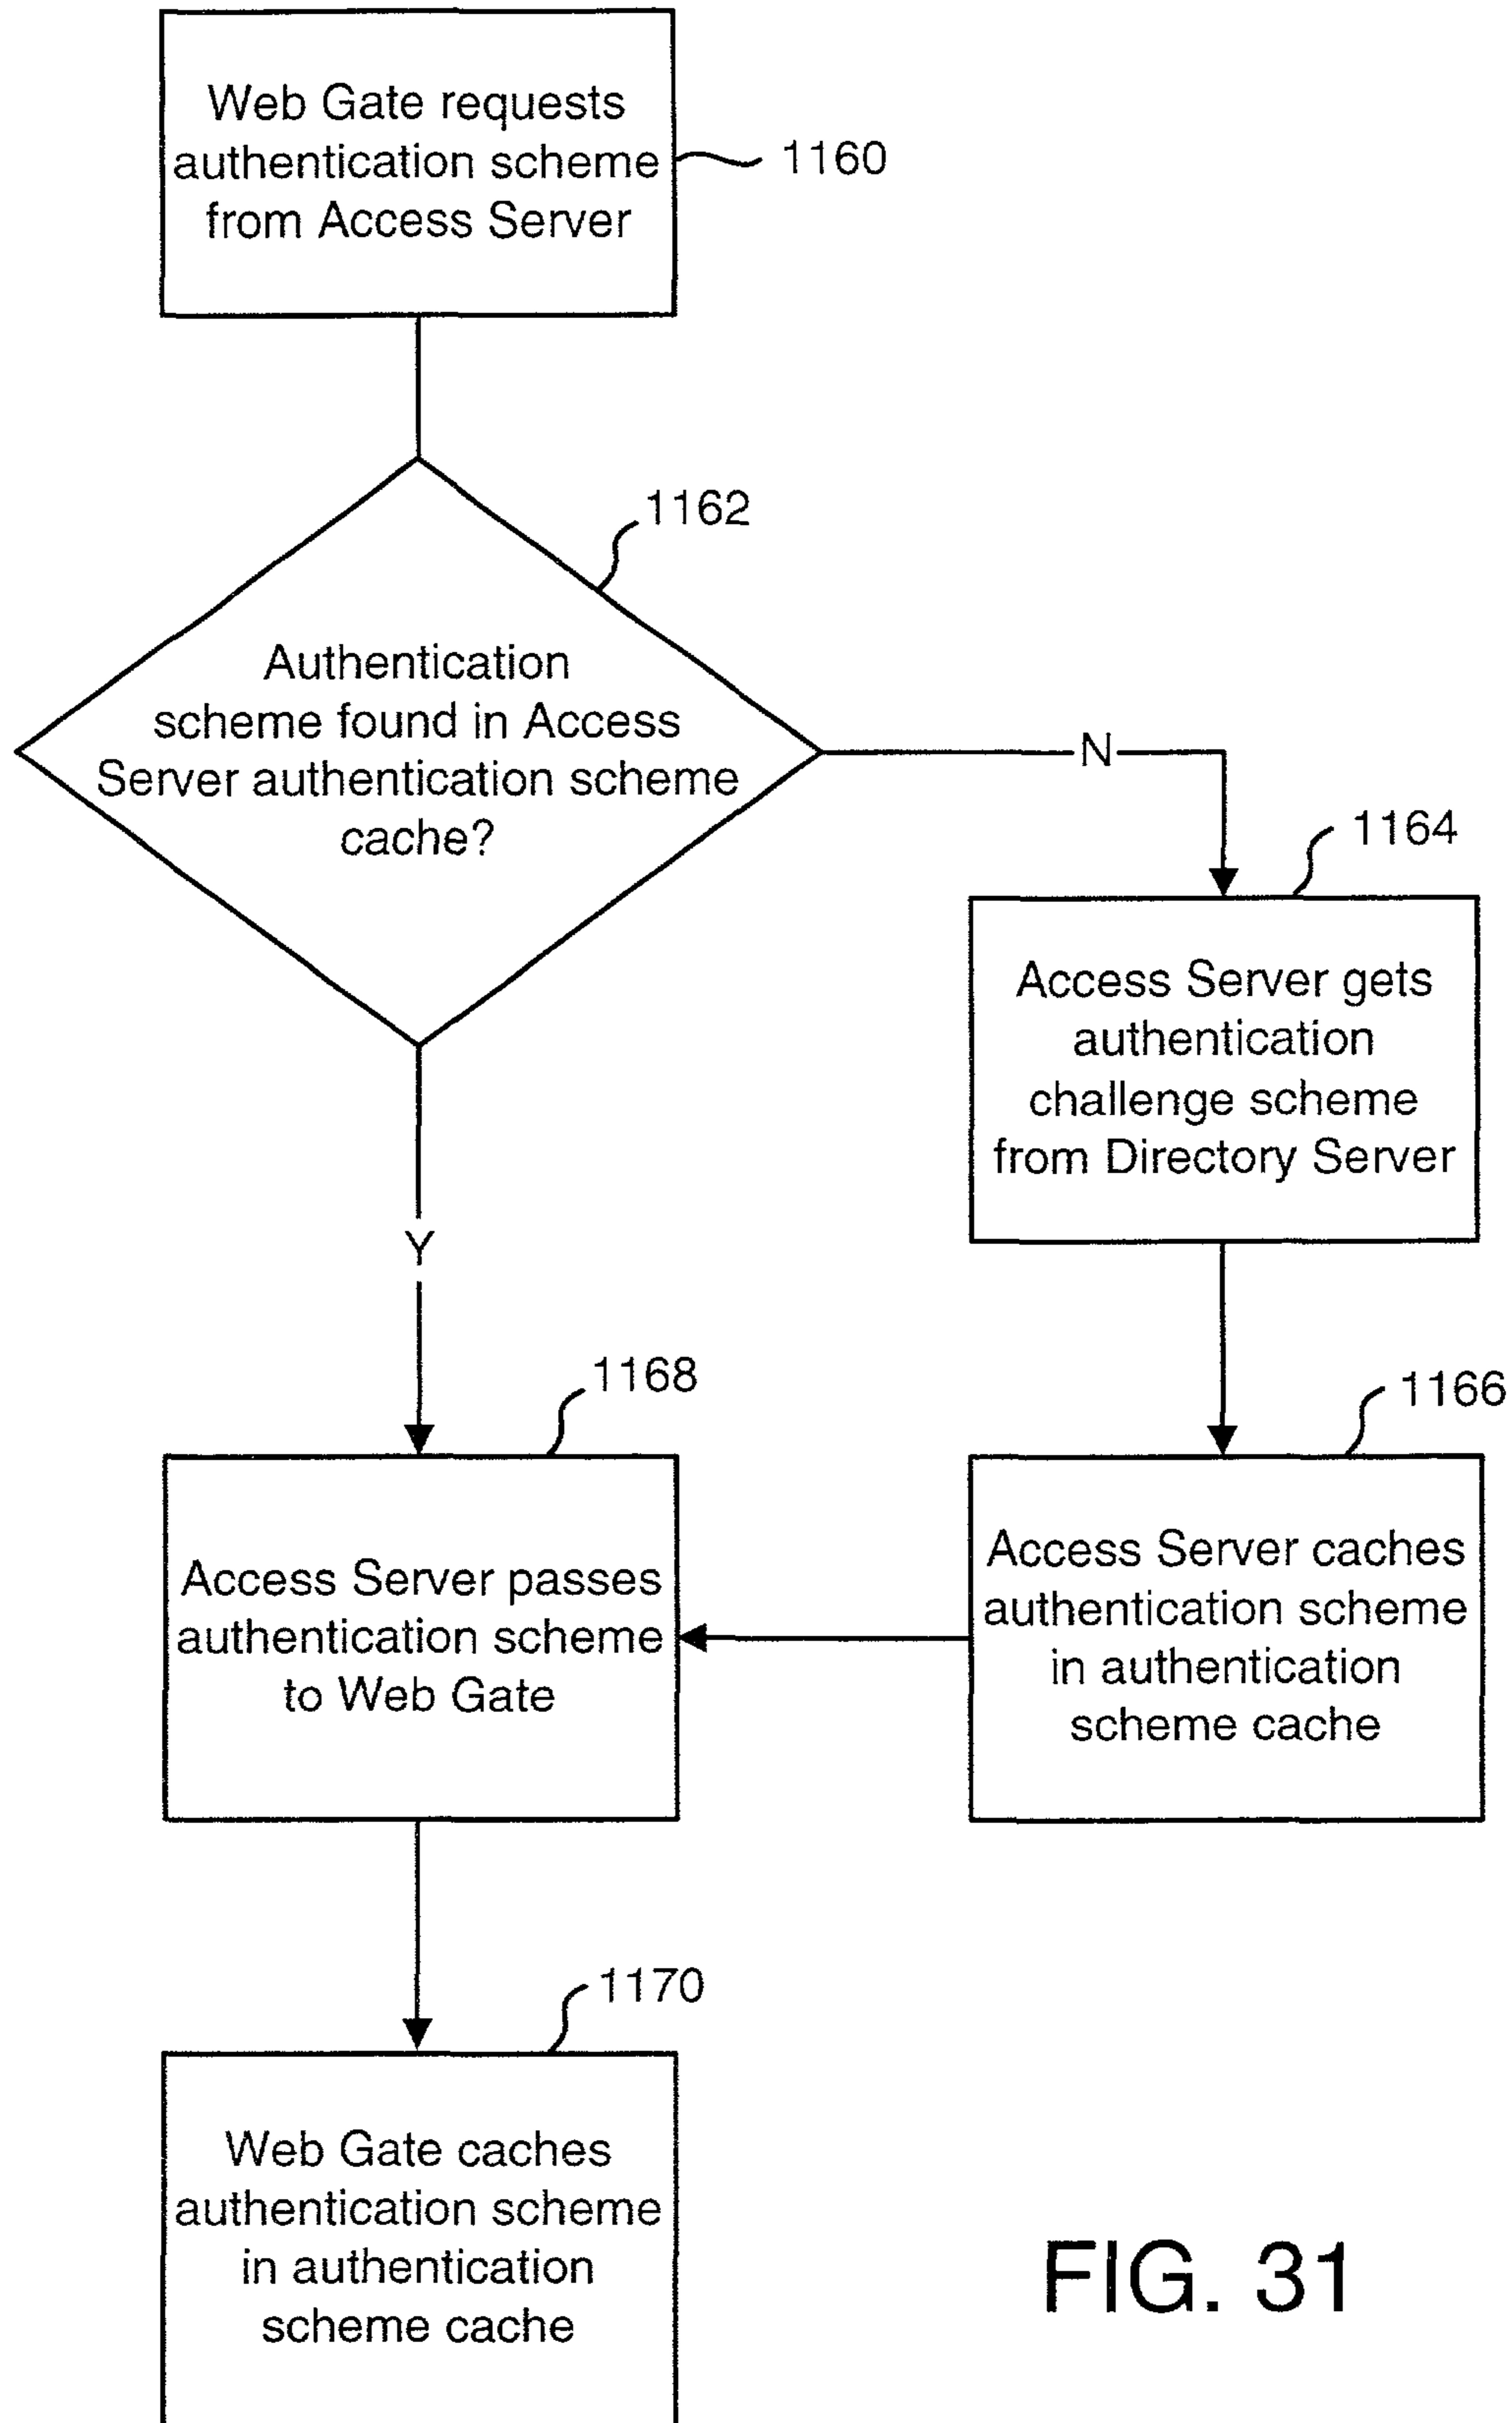 Web Gate requests
authentication scheme
from Access Server
1160
1162
Authentication
scheme found in Access
Server authentication scheme
cache?
N
1164
Access Server gets
authentication
challenge scheme
from Directory Server
Y
1168
Access Server passes
authentication scheme
to Web Gate
1166
Access Server caches
authentication scheme
in authentication
scheme cache
1170
Web Gate caches
authentication scheme
in authentication
scheme cache
FIG. 31